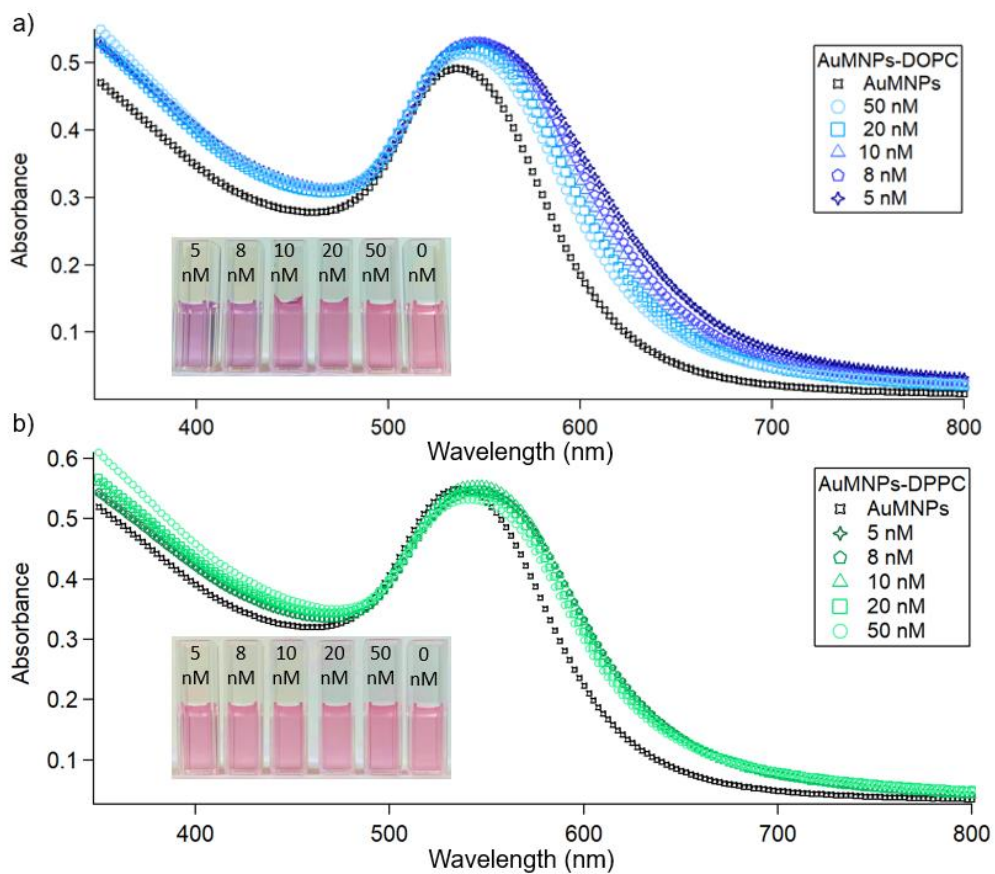 a)
Absorbance
0.5
0.4
0.3
0.2
0.1
AuMNPs-DOPC
AuMNPs
50 nM
20 nM
10 nM
8 nM
5 nM
5 nM
8 nM
10 nM
20 nM
50 nM
0 nM
400 500 600 700 800
Wavelength (nm)
b)
Absorbance
0.6
0.5
0.4
0.3
0.2
0.1
AuMNPs-DPPC
AuMNPs
5 nM
8 nM
10 nM
20 nM
50 nM
5 nM
8 nM
10 nM
20 nM
50 nM
0 nM
400 500 600 700 800
Wavelength (nm)